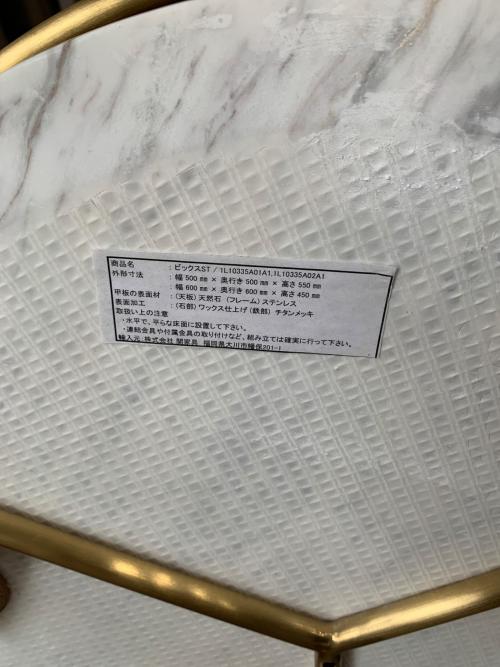 商品名 : ビックスST / 1L10335A01A1,1L10335A02A1
外形寸法 : 幅 500 mm × 奥行き 500 mm × 高さ 550 mm
: 幅 600 mm × 奥行き 600 mm × 高さ 450 mm
甲板の表面材 : (天板) 天然石 (フレーム) ステンレス
表面加工 : (石部) ワックス仕上げ (鉄部) チタンメッキ
取扱い上の注意
・水平で、平らな床面に設置して下さい。
・連結金具や付属金具の取り付けなど、組み立ては確実に行って下さい。
輸入元: 株式会社 関家具 福岡県大川市幡保201-1